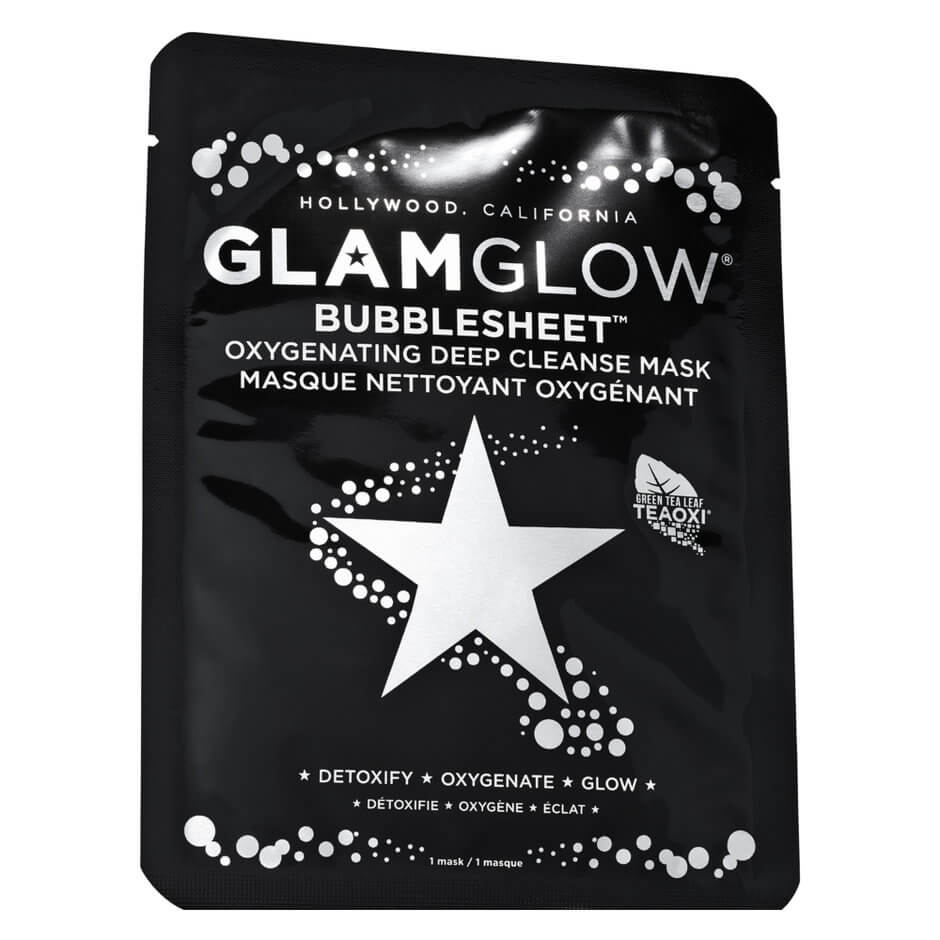 HOLLYWOOD, CALIFORNIA
GLAMGLOW®
BUBBLESHEET™
OXYGENATING DEEP CLEANSE MASK
MASQUE NETTOYANT OXYGÉNANT
GREEN TEA LEAF
TEAOXI®
★ DETOXIFY ★ OXYGENATE ★ GLOW ★
★ DÉTOXIFIE ★ OXYGÈNE ★ ÉCLAT ★
1 mask / 1 masque